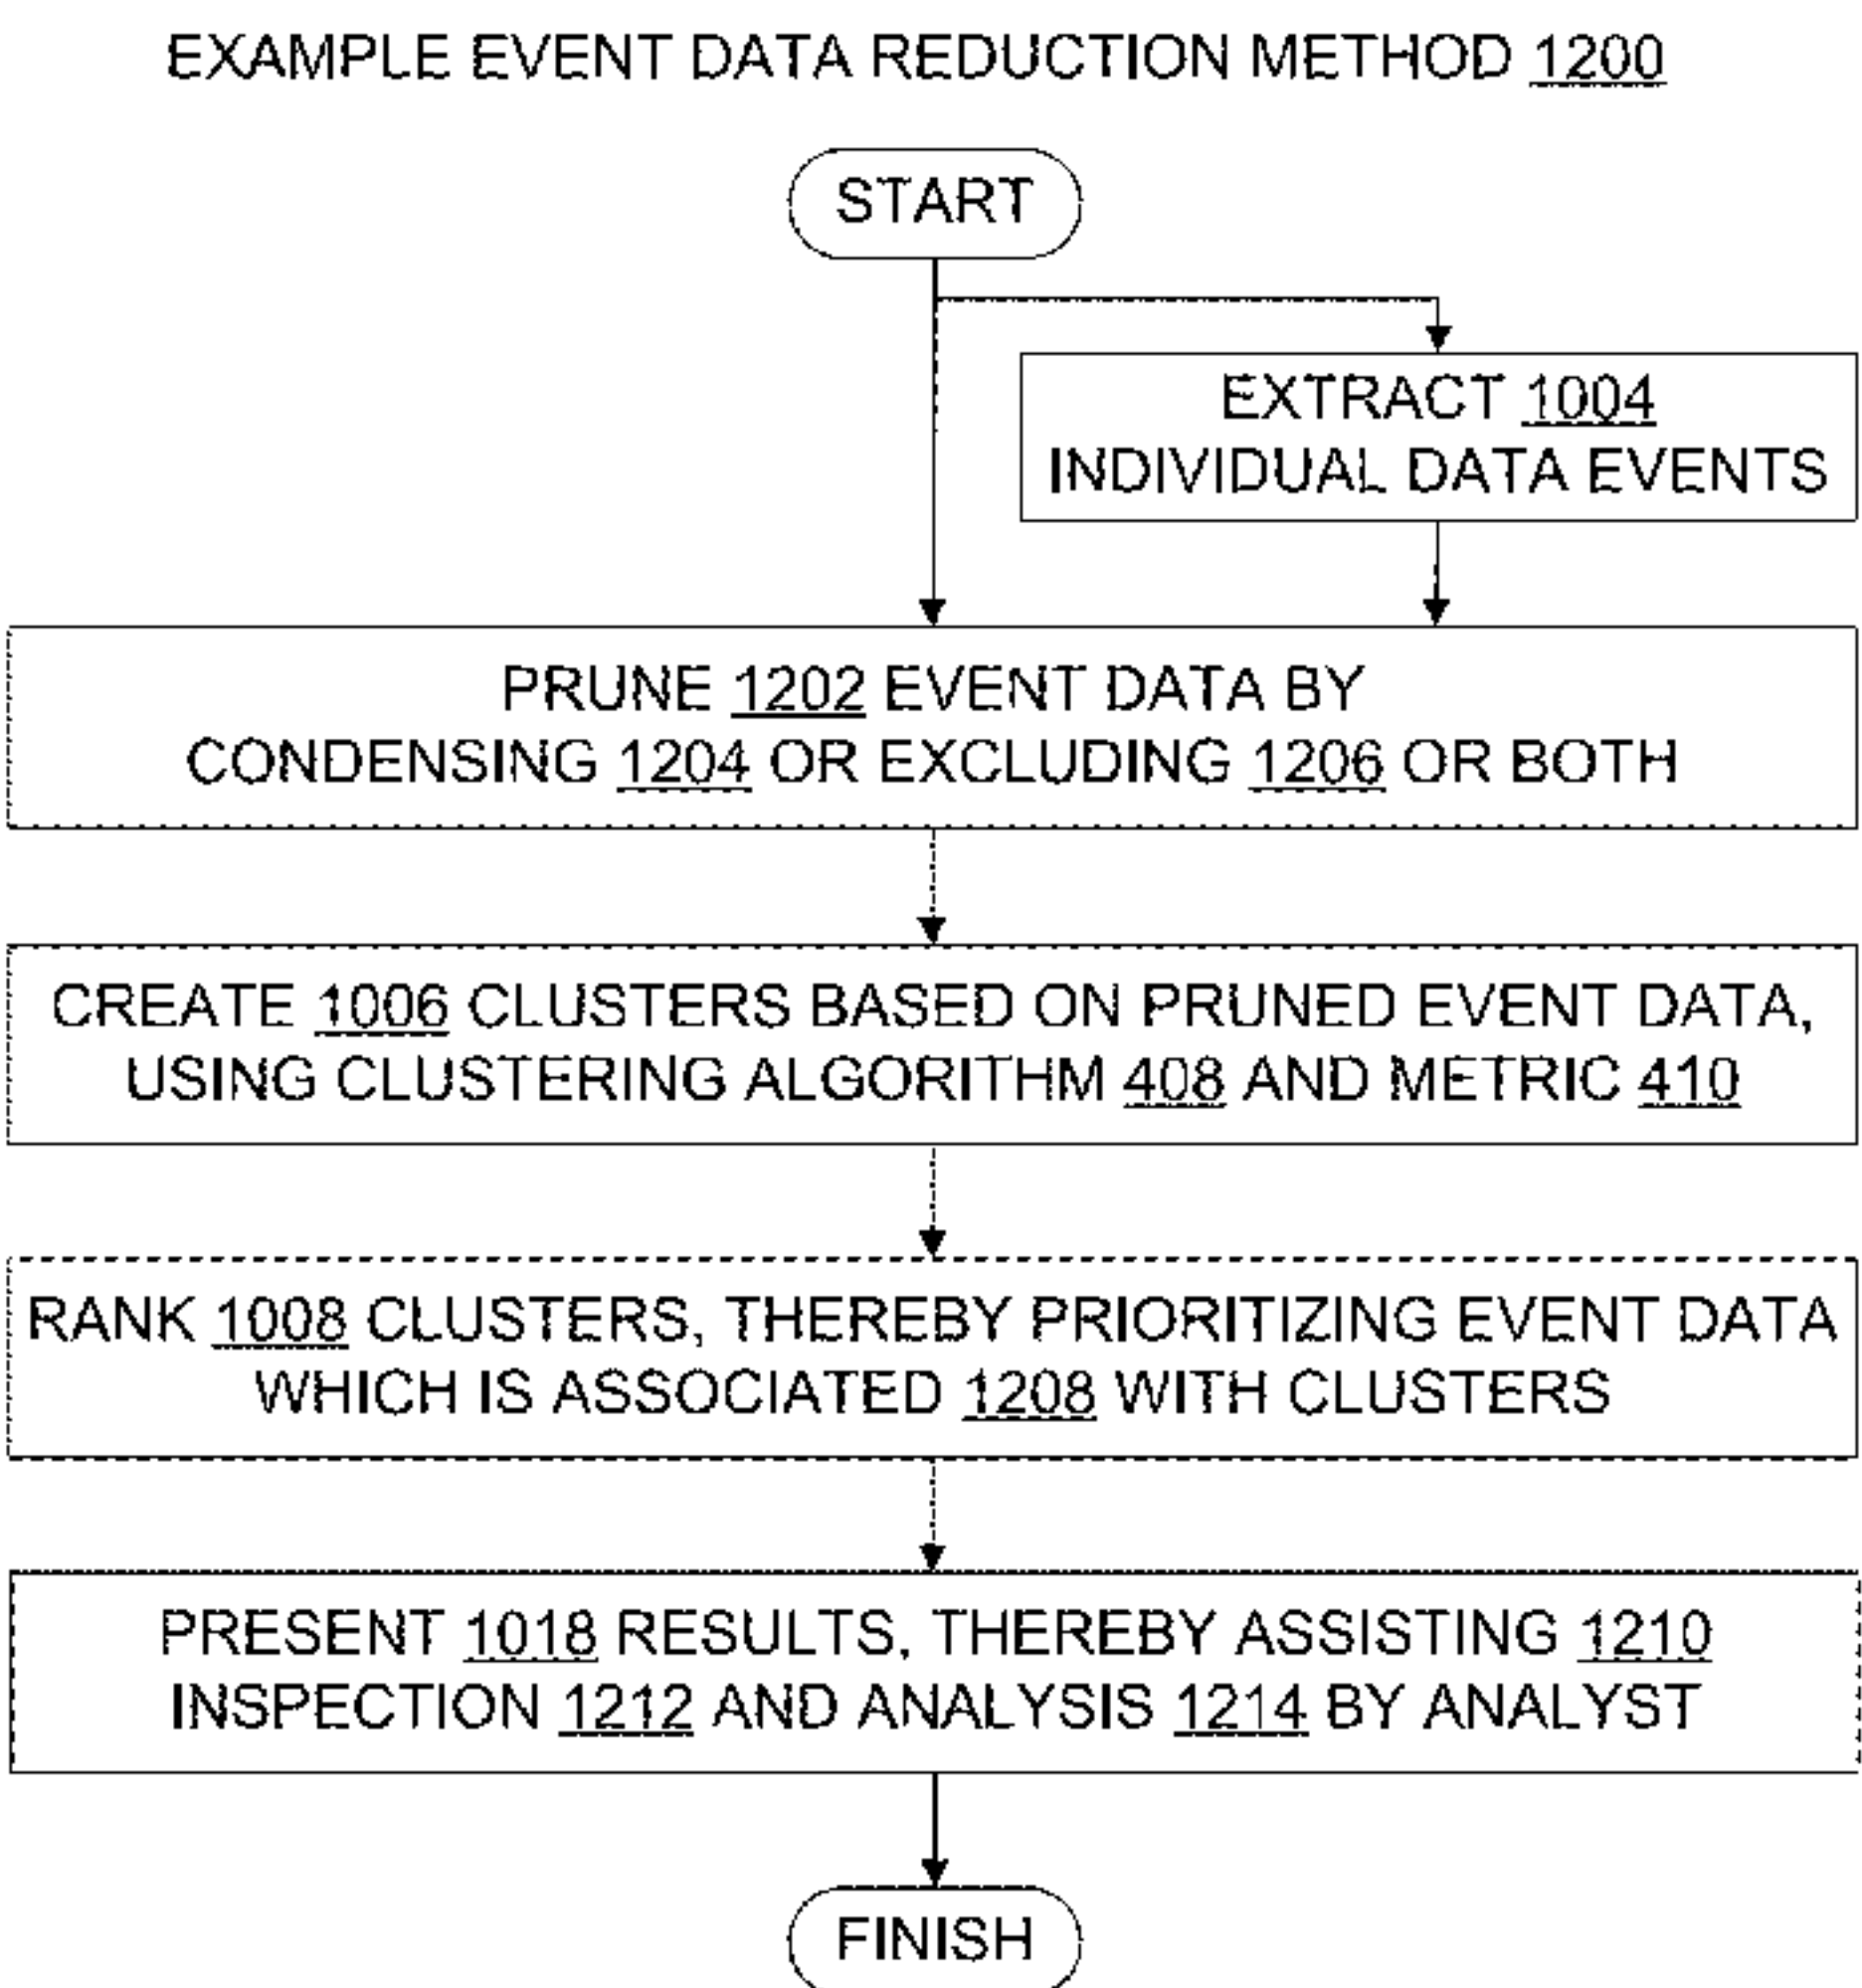 EXAMPLE EVENT DATA REDUCTION METHOD 1200
START
EXTRACT 1004
INDIVIDUAL DATA EVENTS
PRUNE 1202 EVENT DATA BY
CONDENSING 1204 OR EXCLUDING 1206 OR BOTH
CREATE 1006 CLUSTERS BASED ON PRUNED EVENT DATA,
USING CLUSTERING ALGORITHM 408 AND METRIC 410
RANK 1008 CLUSTERS, THEREBY PRIORITIZING EVENT DATA
WHICH IS ASSOCIATED 1208 WITH CLUSTERS
PRESENT 1018 RESULTS, THEREBY ASSISTING 1210
INSPECTION 1212 AND ANALYSIS 1214 BY ANALYST
FINISH